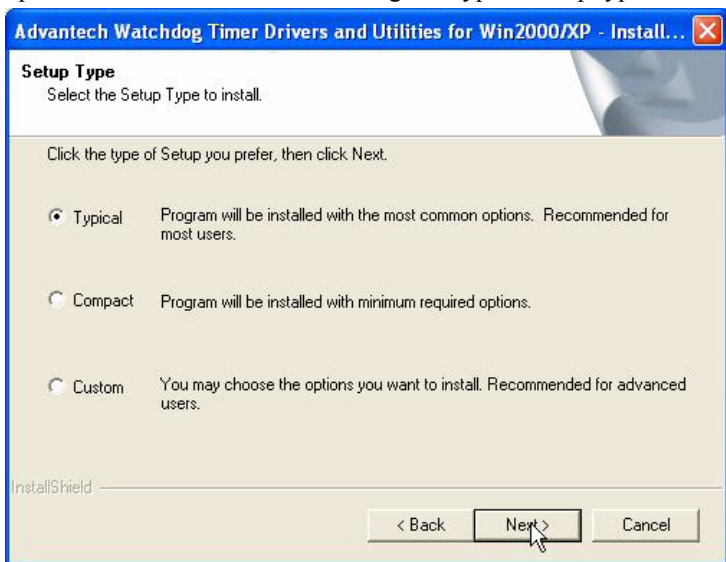 Advantech Watchdog Timer Drivers and Utilities for Win2000/XP - Install...
Setup Type
Select the Setup Type to install.
Click the type of Setup you prefer, then click Next.
Typical Program will be installed with the most common options. Recommended for
most users.
Compact Program will be installed with minimum required options.
Custom You may choose the options you want to install. Recommended for advanced
users.
InstallShield
< Back Next > Cancel